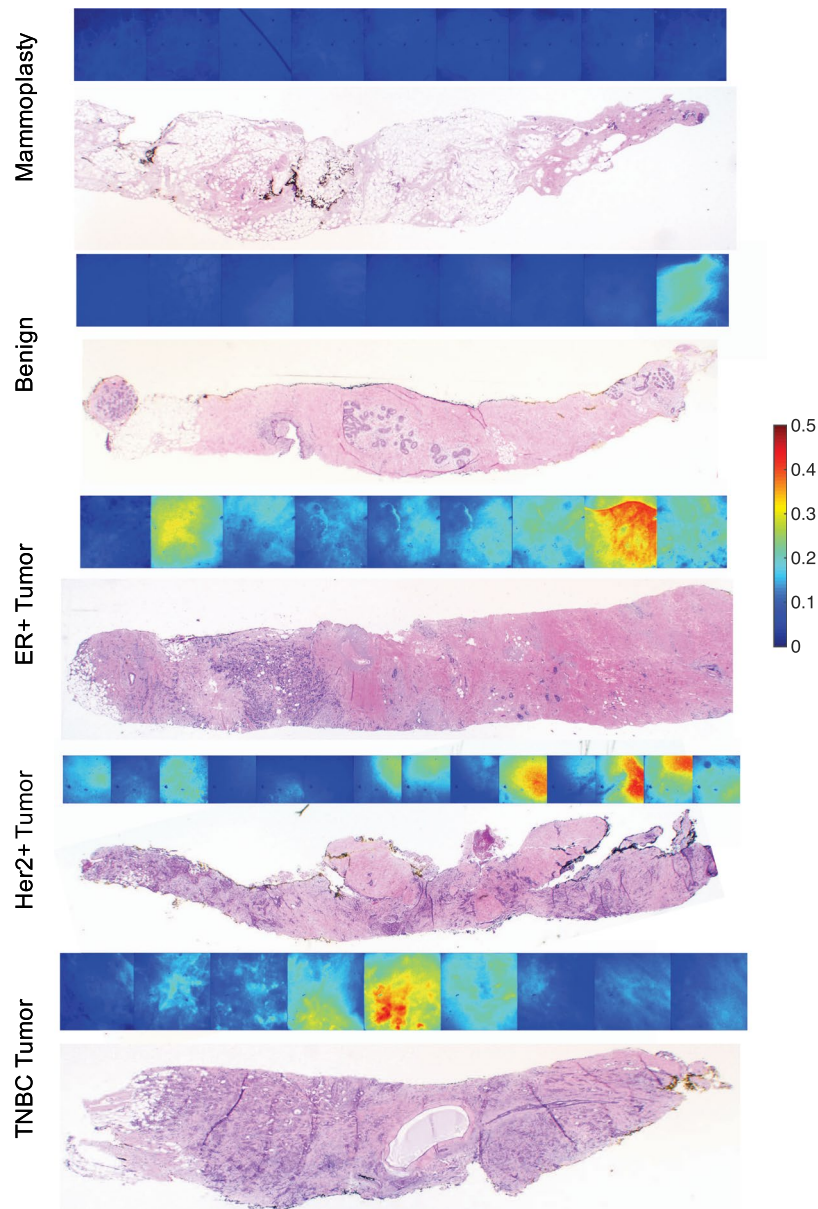 Mammoplasty
Benign
ER+ Tumor
Her2+ Tumor
TNBC Tumor
0.5
0.4
0.3
0.2
0.1
0